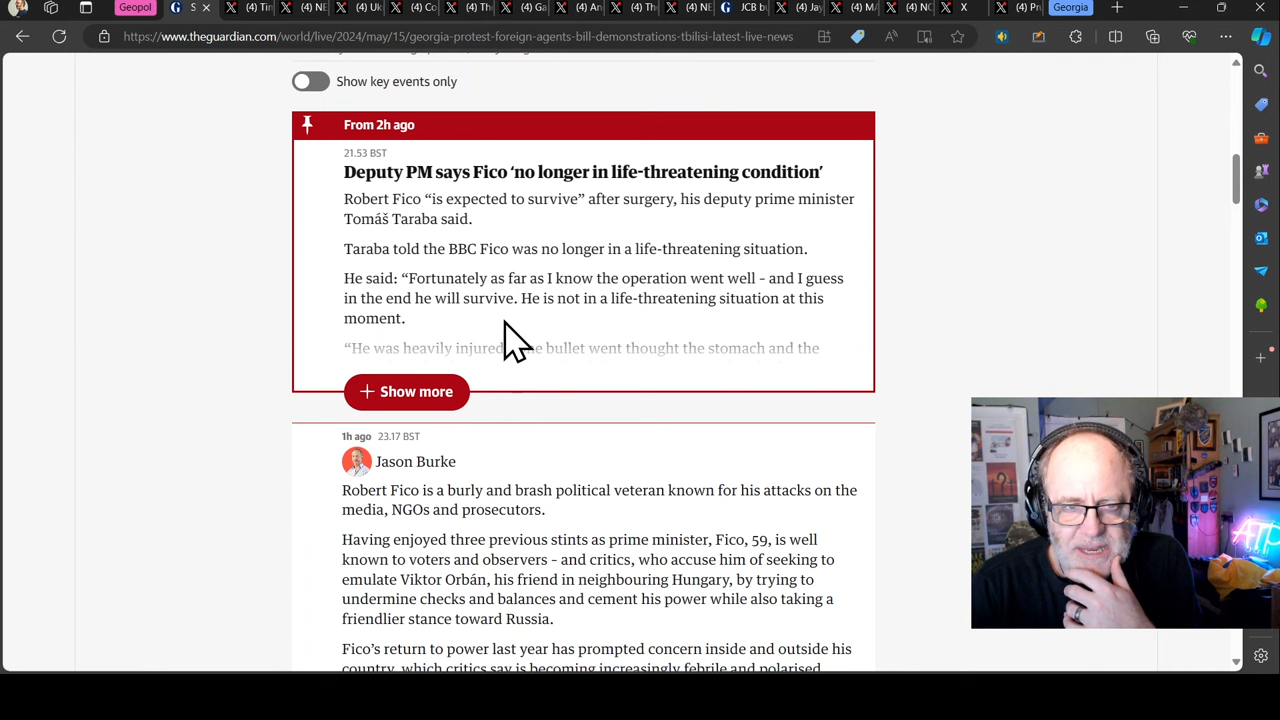 Geopol
S
(4) Tir
(4) NE
(4) Uk
(4) Co
(4) Th
(4) Ga
(4) An
(4) The
(4) NE
JCB bu
(4) Jay
(4) MA
(4) NC
X
(4) Pr
Georgia
https://www.theguardian.com/world/live/2024/may/15/georgia-protest-foreign-agents-bill-demonstrations-tbilisi-latest-live-news
Show key events only
From 2h ago
21.53 BST
Deputy PM says Fico ‘no longer in life-threatening condition’
Robert Fico “is expected to survive” after surgery, his deputy prime minister
Tomáš Taraba said.
Taraba told the BBC Fico was no longer in a life-threatening situation.
He said: “Fortunately as far as I know the operation went well – and I guess
in the end he will survive. He is not in a life-threatening situation at this
moment.
“He was heavily injured bullet went thought the stomach and the
+ Show more
1h ago 23.17 BST
Jason Burke
Robert Fico is a burly and brash political veteran known for his attacks on the
media, NGOs and prosecutors.
Having enjoyed three previous stints as prime minister, Fico, 59, is well
known to voters and observers – and critics, who accuse him of seeking to
emulate Viktor Orbán, his friend in neighbouring Hungary, by trying to
undermine checks and balances and cement his power while also taking a
friendlier stance toward Russia.
Fico’s return to power last year has prompted concern inside and outside his
country, which critics say is becoming increasingly febrile and polarised
ATP